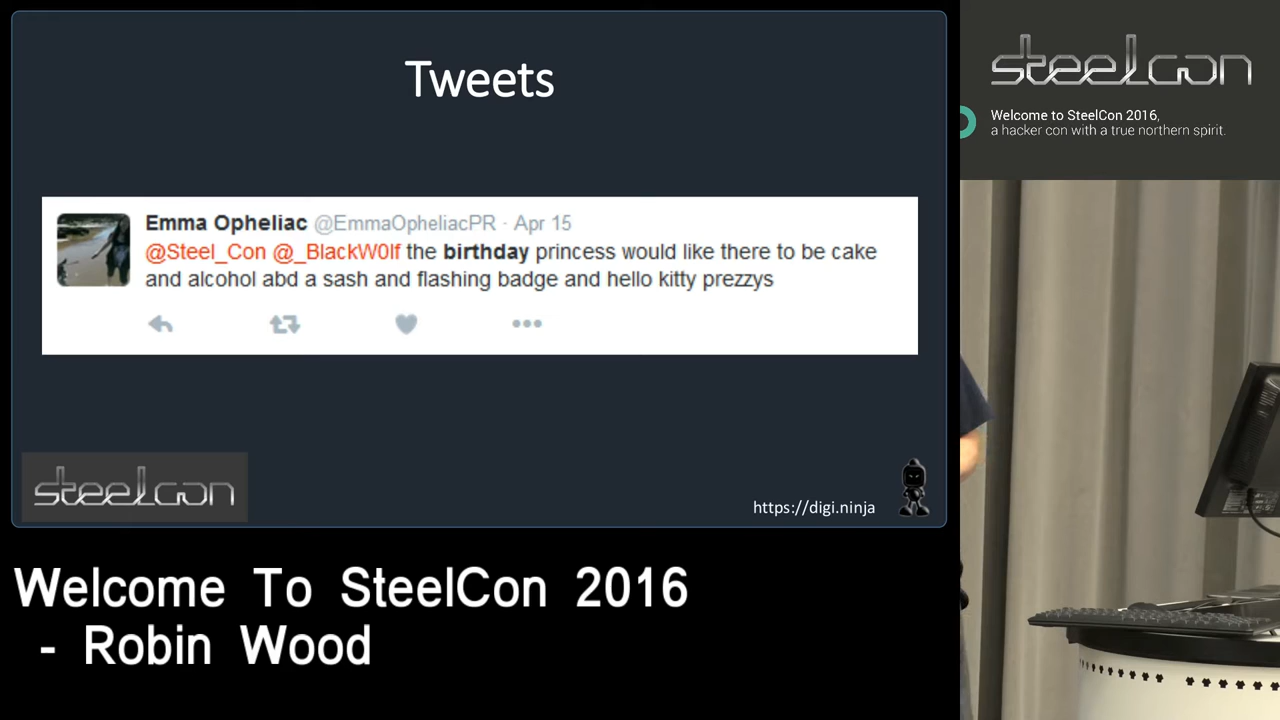 Tweets
Emma Opheliac @EmmaOpheliacPR · Apr 15
@Steel_Con @_BlackW0lf the birthday princess would like there to be cake
and alcohol abd a sash and flashing badge and hello kitty prezzys
steelcon
https://digi.ninja
steelcon
Welcome to SteelCon 2016,
a hacker con with a true northern spirit.
Welcome To SteelCon 2016
- Robin Wood